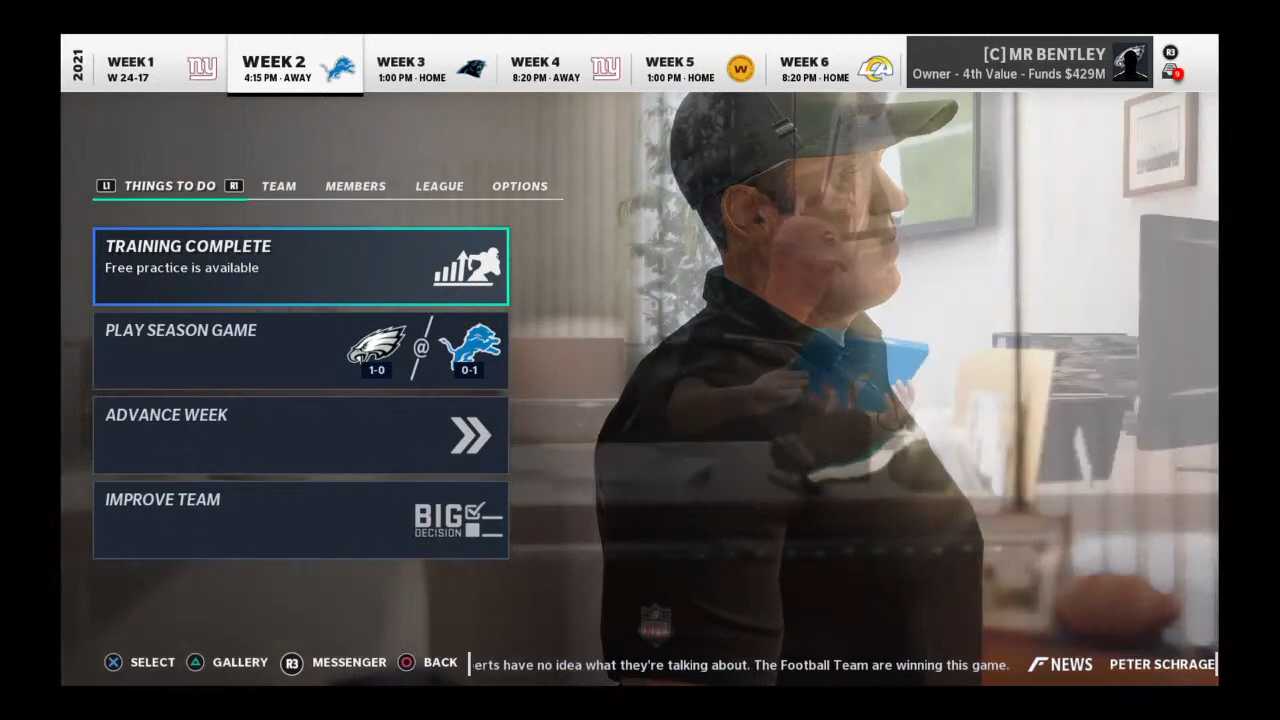 2021
WEEK 1
W 24-17
WEEK 2
4:15 PM · AWAY
WEEK 3
1:00 PM · HOME
WEEK 4
8:20 PM · AWAY
WEEK 5
1:00 PM · HOME
W
WEEK 6
8:20 PM · HOME
[C] MR BENTLEY
Owner - 4th Value - Funds $429M
R3
9
L1 THINGS TO DO R1 TEAM MEMBERS LEAGUE OPTIONS
TRAINING COMPLETE
Free practice is available
PLAY SEASON GAME
@
1-0
0-1
ADVANCE WEEK
IMPROVE TEAM
BIG
DECISION
NFL
SELECT GALLERY R3 MESSENGER BACK
erts have no idea what they're talking about. The Football Team are winning this game. NEWS PETER SCHRAGE